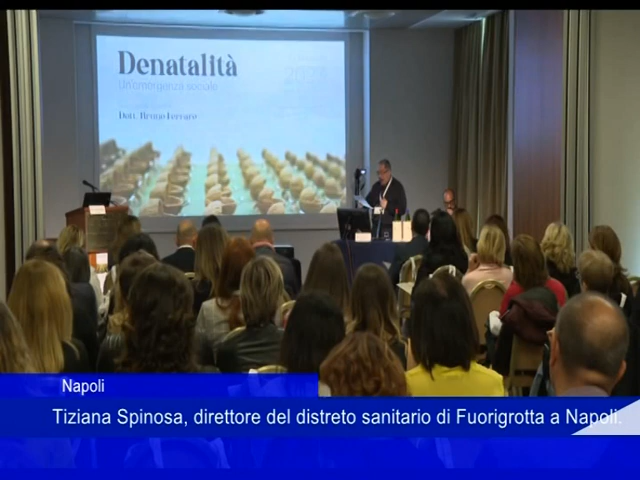 Denatalità
Un'emergenza sociale
Dott. Bruno Ferraro
Napoli
Tiziana Spinosa, direttore del distreto sanitario di Fuorigrotta a Napoli.